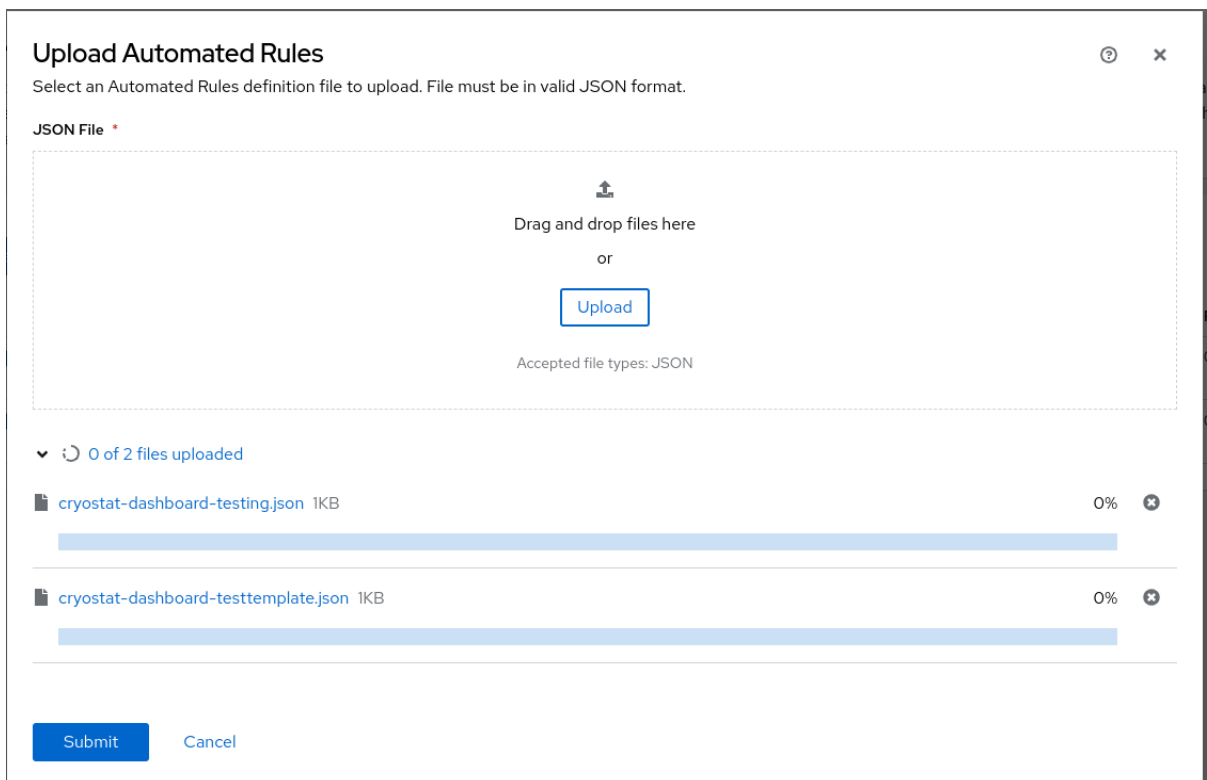 Upload Automated Rules
Select an Automated Rules definition file to upload. File must be in valid JSON format.
JSON File *
Drag and drop files here
or
Upload
Accepted file types: JSON
0 of 2 files uploaded
cryostat-dashboard-testing.json 1KB 0%
cryostat-dashboard-testtemplate.json 1KB 0%
Submit Cancel